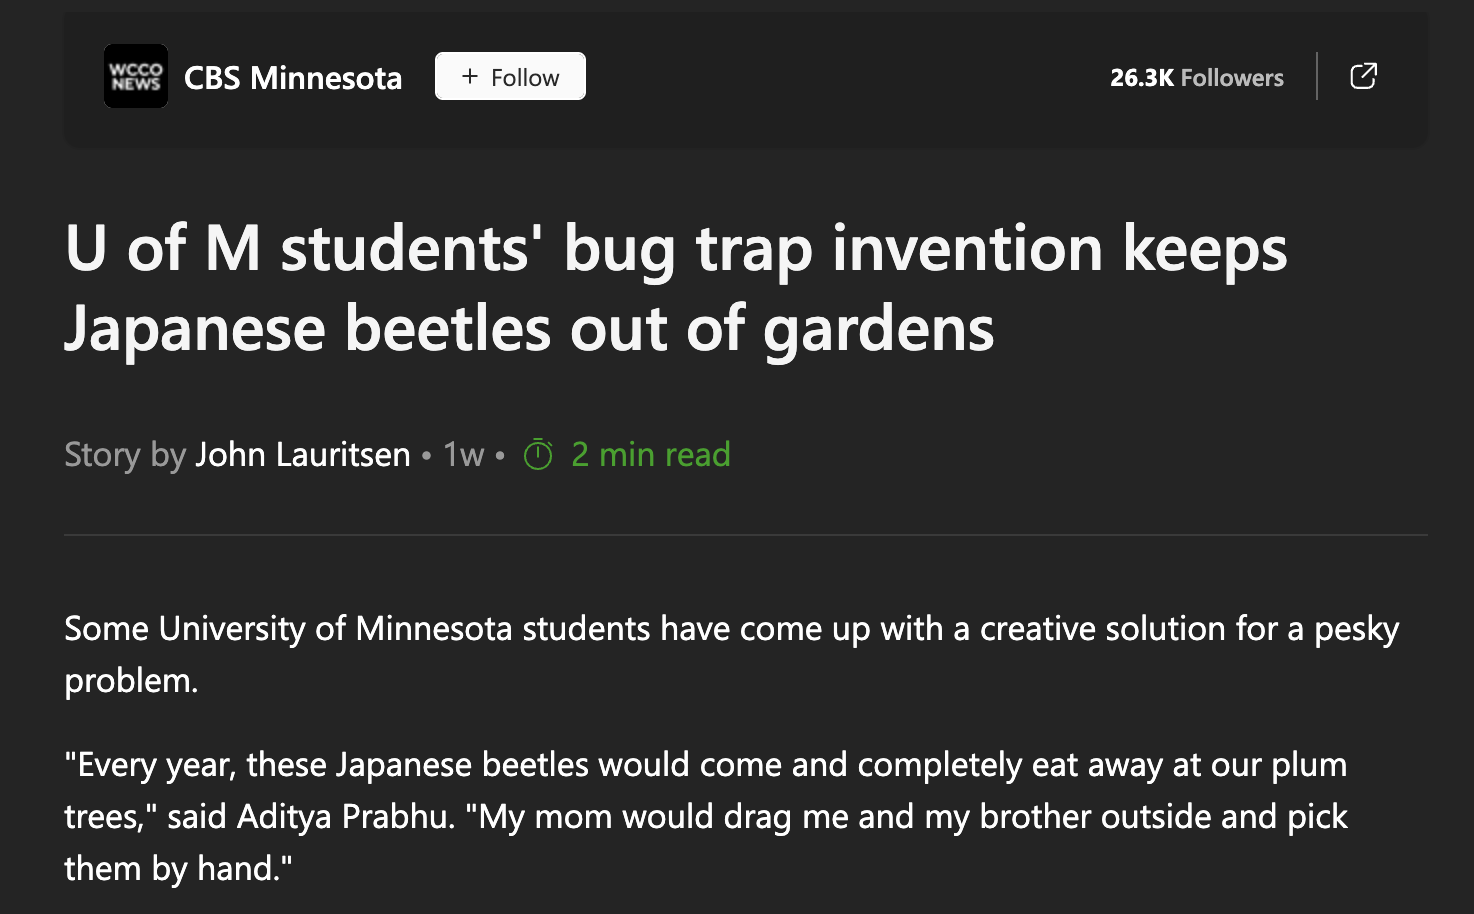 WCCO
NEWS
CBS Minnesota
+ Follow
26.3K Followers
U of M students' bug trap invention keeps
Japanese beetles out of gardens
Story by John Lauritsen • 1w • 2 min read
Some University of Minnesota students have come up with a creative solution for a pesky
problem.
"Every year, these Japanese beetles would come and completely eat away at our plum
trees," said Aditya Prabhu. "My mom would drag me and my brother outside and pick
them by hand."